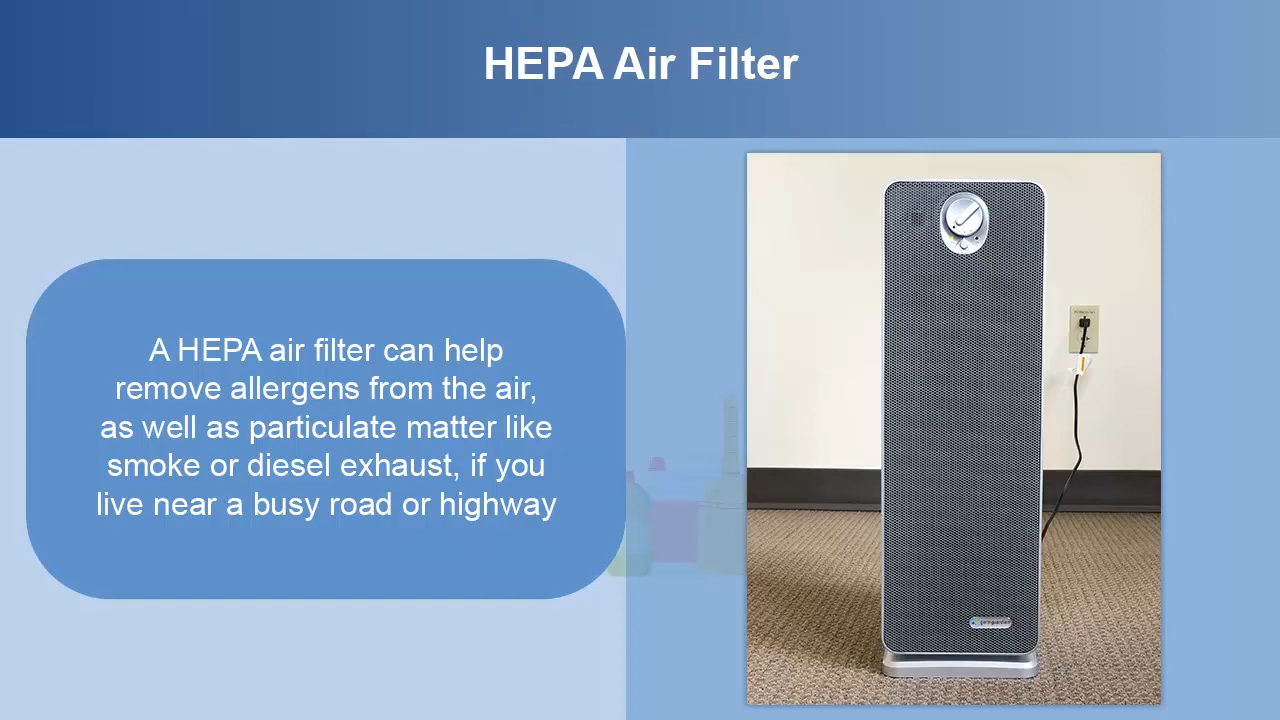 HEPA Air Filter
A HEPA air filter can help
remove allergens from the air,
as well as particulate matter like
smoke or diesel exhaust, if you
live near a busy road or highway
germguardian